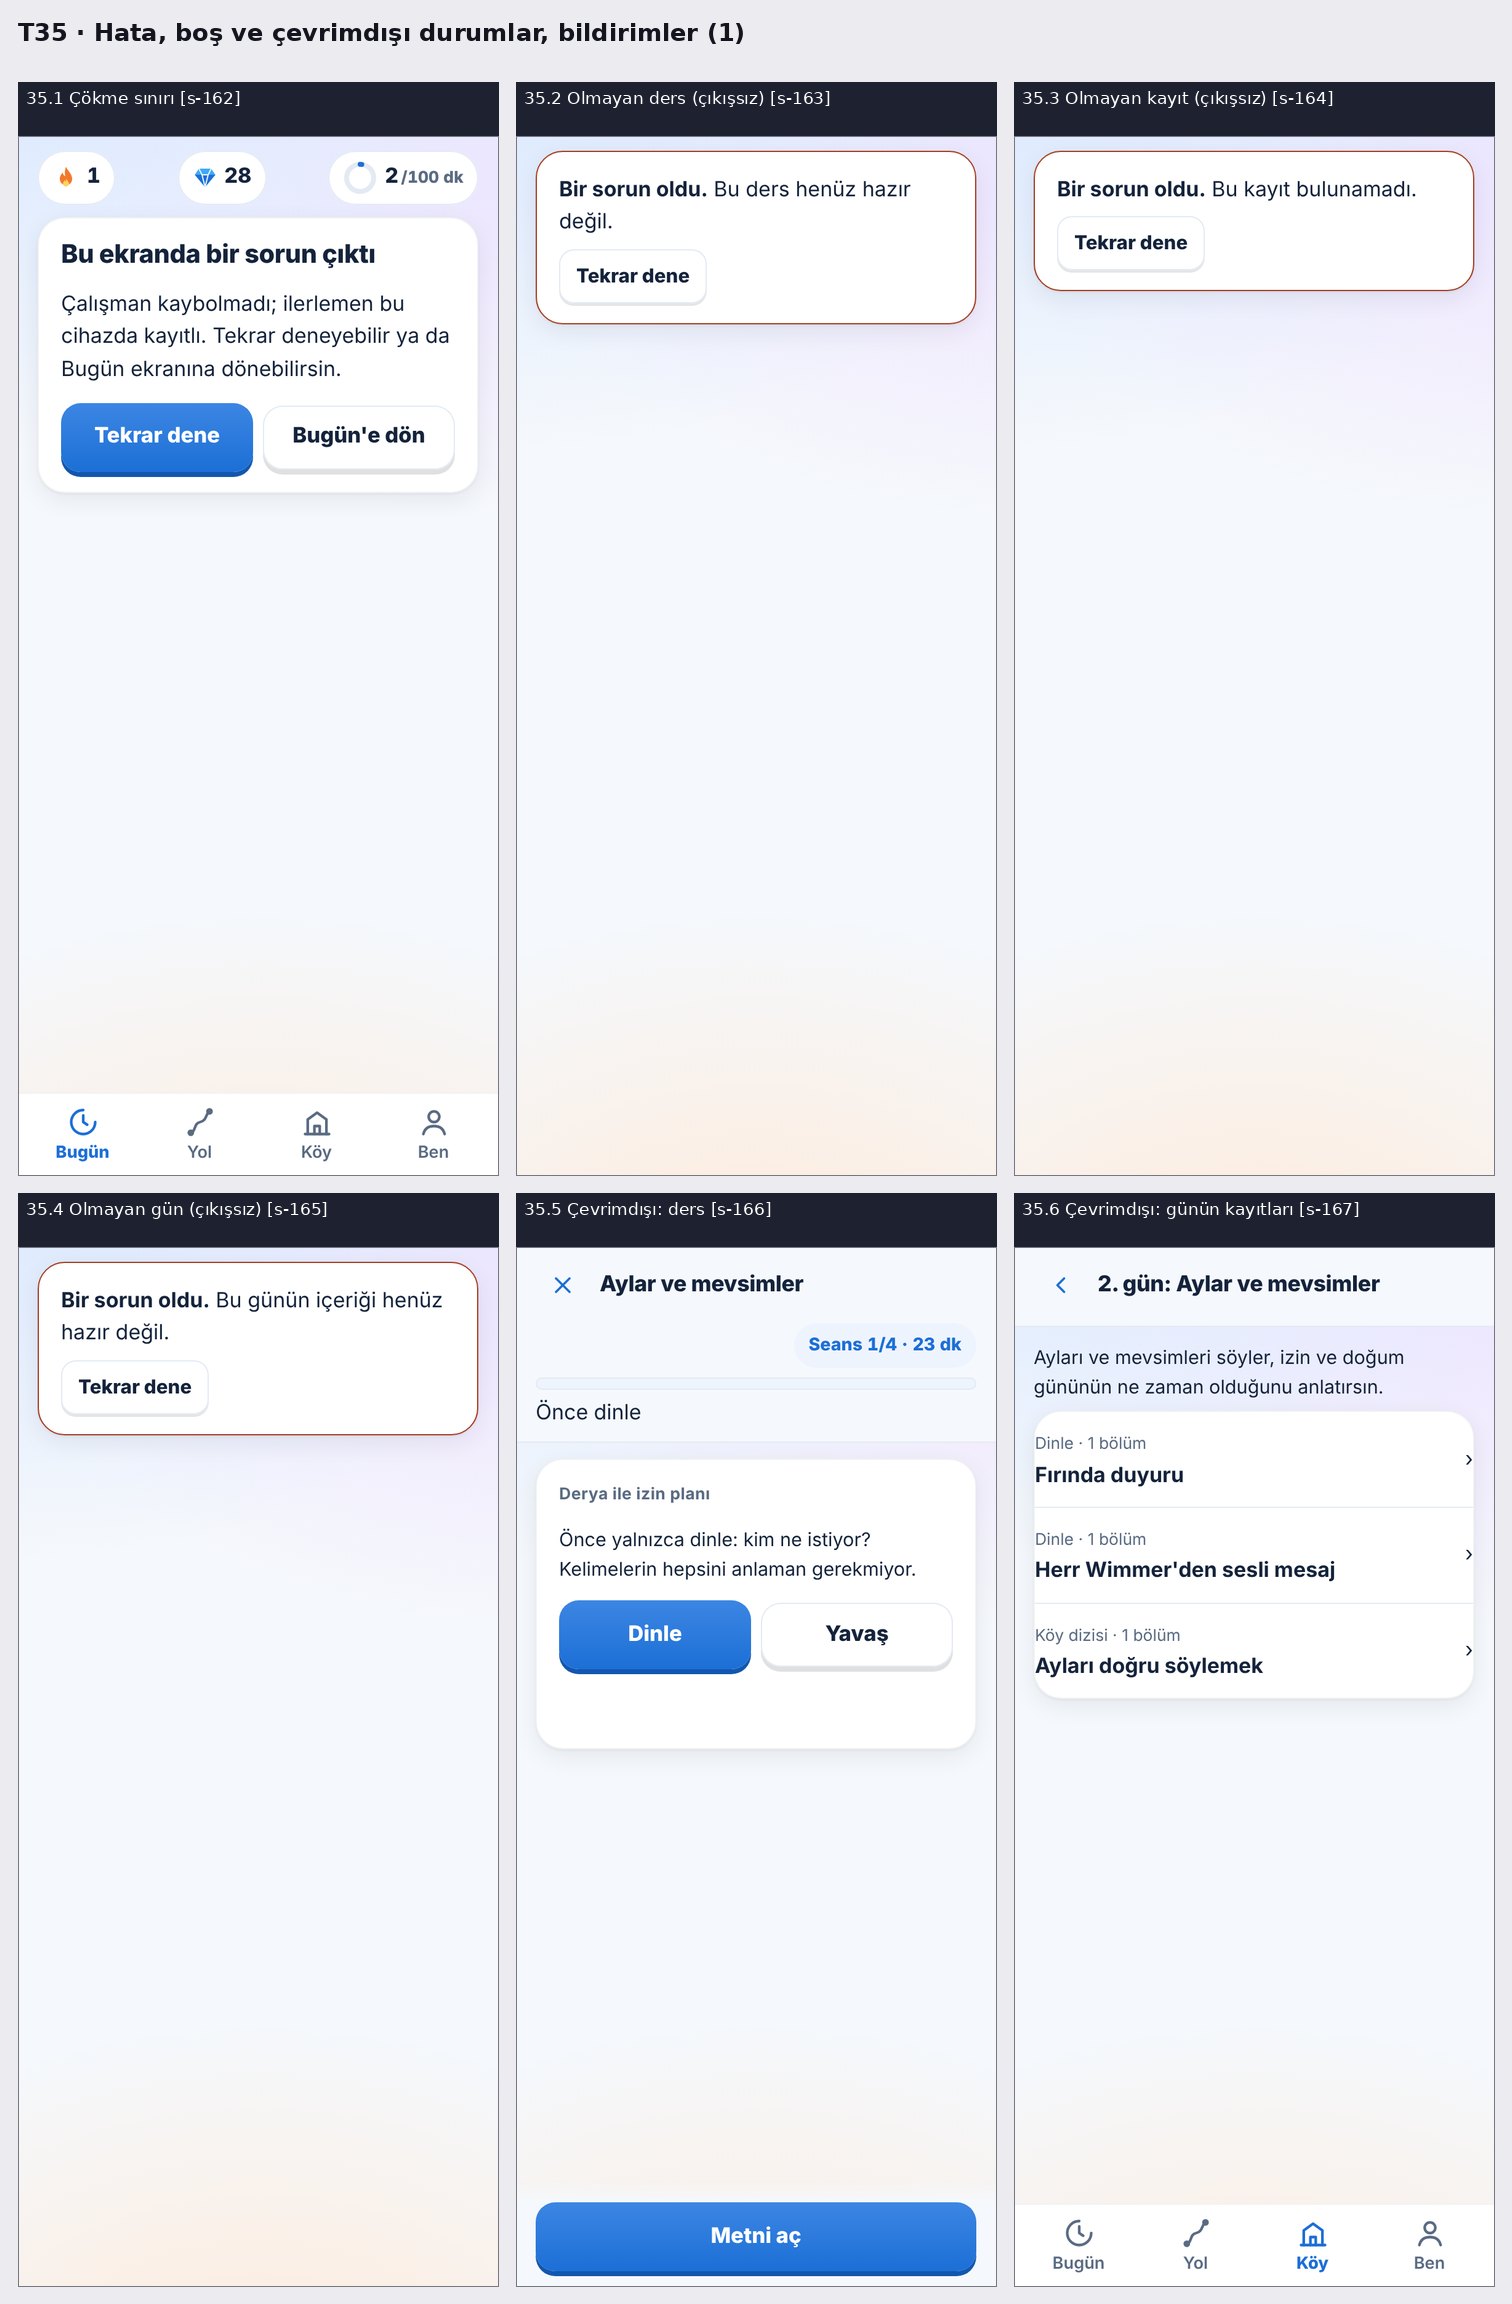 T35 · Hata, boş ve çevrimdışı durumlar, bildirimler (1)
35.1 Çökme sınırı [s-162]
1
28
2/100 dk
Bu ekranda bir sorun çıktı
Çalışman kaybolmadı; ilerlemen bu
cihazda kayıtlı. Tekrar deneyebilir ya da
Bugün ekranına dönebilirsin.
Tekrar dene
Bugün'e dön
Bugün
Yol
Köy
Ben
35.2 Olmayan ders (çıkışsız) [s-163]
Bir sorun oldu. Bu ders henüz hazır
değil.
Tekrar dene
35.3 Olmayan kayıt (çıkışsız) [s-164]
Bir sorun oldu. Bu kayıt bulunamadı.
Tekrar dene
35.4 Olmayan gün (çıkışsız) [s-165]
Bir sorun oldu. Bu günün içeriği henüz
hazır değil.
Tekrar dene
35.5 Çevrimdışı: ders [s-166]
Aylar ve mevsimler
Seans 1/4 · 23 dk
Önce dinle
Derya ile izin planı
Önce yalnızca dinle: kim ne istiyor?
Kelimelerin hepsini anlaman gerekmiyor.
Dinle
Yavaş
Metni aç
35.6 Çevrimdışı: günün kayıtları [s-167]
2. gün: Aylar ve mevsimler
Ayları ve mevsimleri söyler, izin ve doğum
gününün ne zaman olduğunu anlatırsın.
Dinle · 1 bölüm
Fırında duyuru
Dinle · 1 bölüm
Herr Wimmer'den sesli mesaj
Köy dizisi · 1 bölüm
Ayları doğru söylemek
Bugün
Yol
Köy
Ben